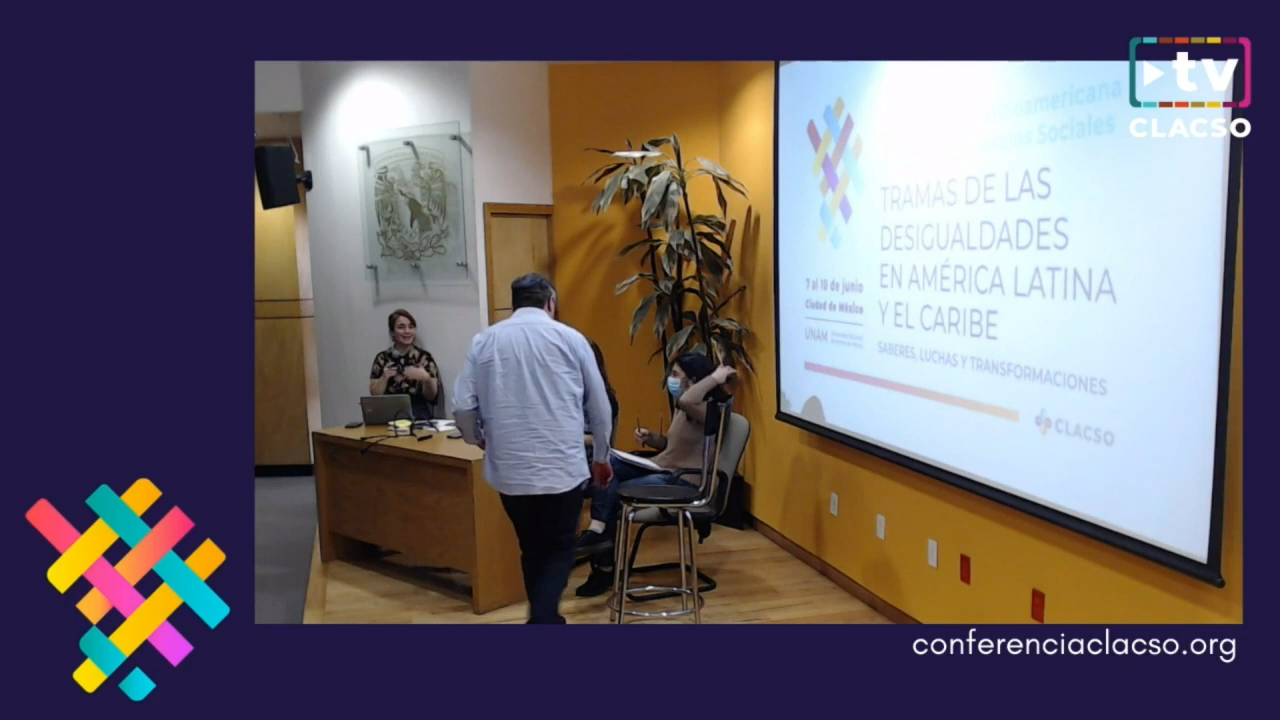 tv
CLACSO
Sociales
TRAMAS DE LAS
DESIGUALDADES
EN AMÉRICA LATINA
Y EL CARIBE
SABERES, LUCHAS Y TRANSFORMACIONES
7 al 10 de junio
Ciudad de México
UNAM
CLACSO
conferenciaclacso.org